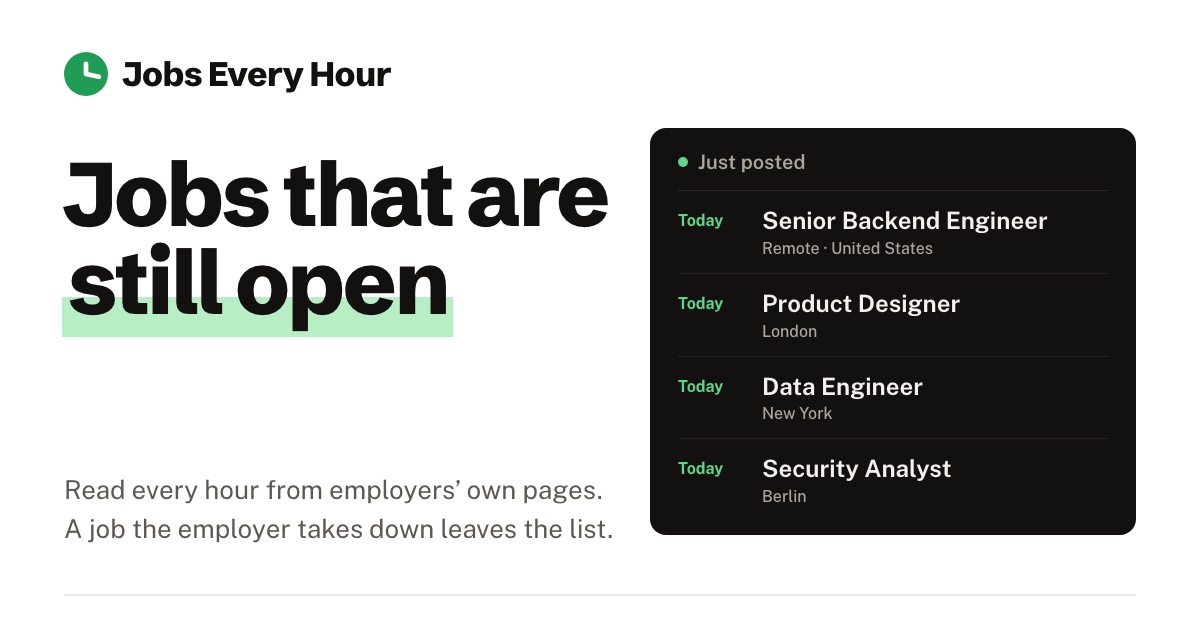 Jobs Every Hour
Jobs that are
still open
Read every hour from employers’ own pages.
A job the employer takes down leaves the list.
Just posted
Today
Senior Backend Engineer
Remote · United States
Today
Product Designer
London
Today
Data Engineer
New York
Today
Security Analyst
Berlin